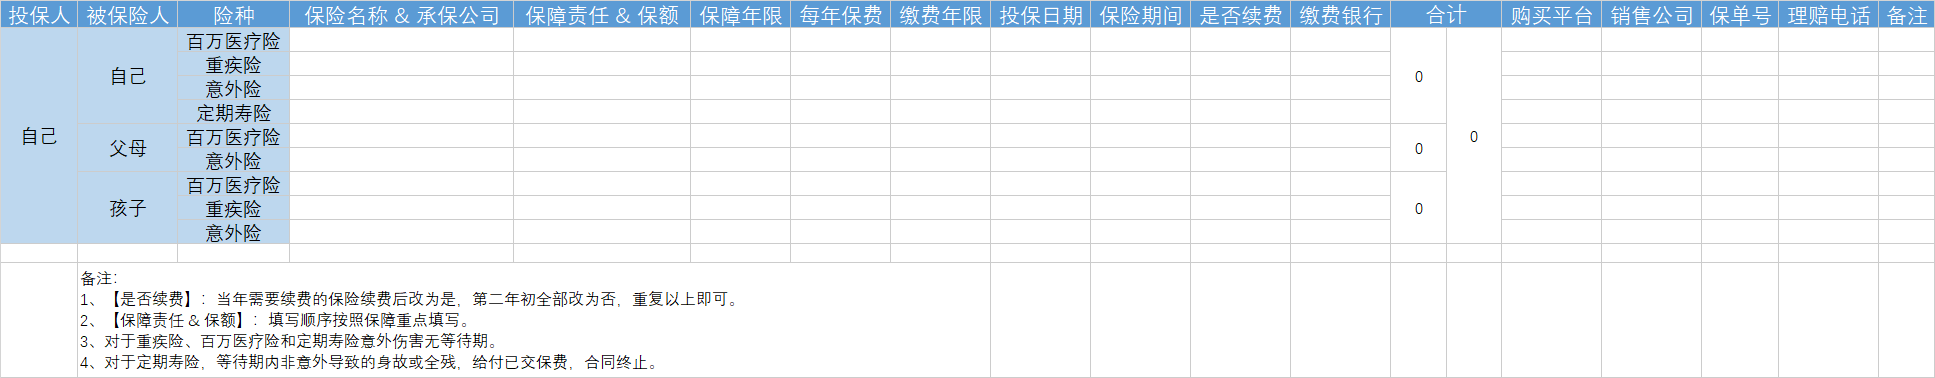 投保人 被保险人 险种 保险名称 & 承保公司 保障责任 & 保额 保障年限 每年保费 缴费年限 投保日期 保险期间 是否续费 缴费银行 合计 购买平台 销售公司 保单号 理赔电话 备注
自己 自己 百万医疗险 0 0
重疾险
意外险
定期寿险
父母 百万医疗险 0
意外险
孩子 百万医疗险 0
重疾险
意外险
备注：
1、【是否续费】：当年需要续费的保险续费后改为是，第二年初全部改为否，重复以上即可。
2、【保障责任 & 保额】：填写顺序按照保障重点填写。
3、对于重疾险、百万医疗险和定期寿险意外伤害无等待期。
4、对于定期寿险，等待期内非意外导致的身故或全残，给付已交保费，合同终止。